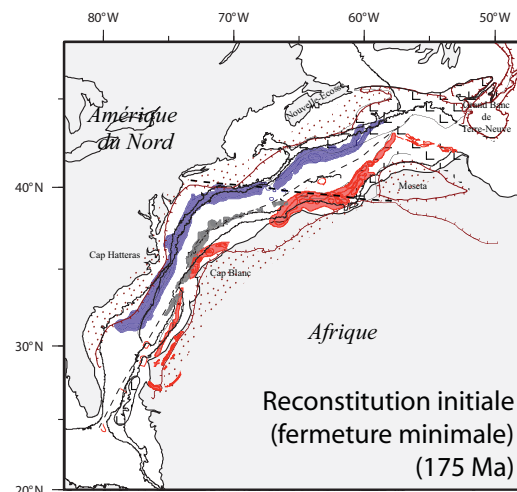 80°W 70°W 60°W 50°W
Nouvelle Ecosse
Grand Banc
de
Terre-Neuve
Amérique
du Nord
40°N
Meseta
Cap Hatteras
Cap Blanc
Afrique
30°N
Reconstitution initiale
(fermeture minimale)
(175 Ma)
20°N